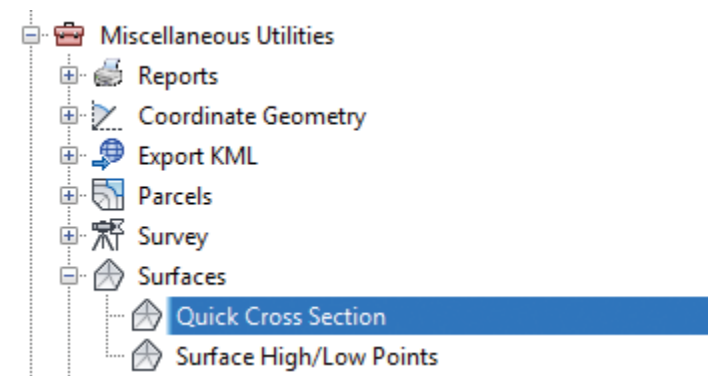 Miscellaneous Utilities
Reports
Coordinate Geometry
Export KML
Parcels
Survey
Surfaces
Quick Cross Section
Surface High/Low Points